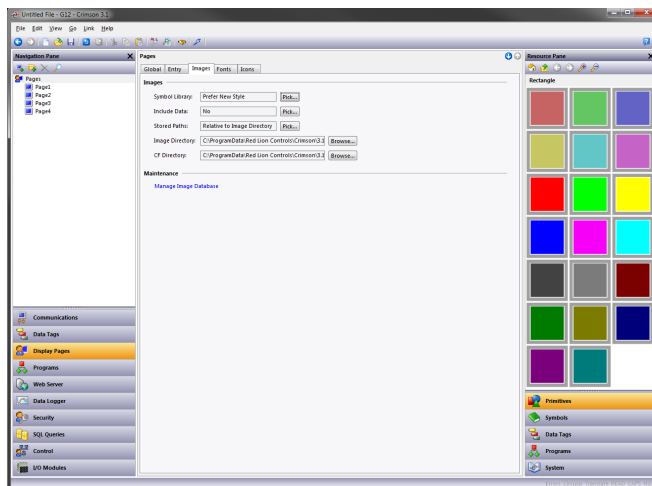 Untitled File - G12 - Crimson 3.1
File Edit View Go Link Help
Navigation Pane
Pages
Page1
Page2
Page3
Page4
Communications
Data Tags
Display Pages
Programs
Web Server
Data Logger
Security
SQL Queries
Control
I/O Modules
Pages
Global Entry Images Fonts Icons
Images
Symbol Library: Prefer New Style Pick...
Include Data: No Pick...
Stored Paths: Relative to Image Directory Pick...
Image Directory: C:\ProgramData\Red Lion Controls\Crimson\3.1 Browse...
CF Directory: C:\ProgramData\Red Lion Controls\Crimson\3.1 Browse...
Maintenance
Manage Image Database
Resource Pane
Rectangle
Primitives
Symbols
Data Tags
Programs
System